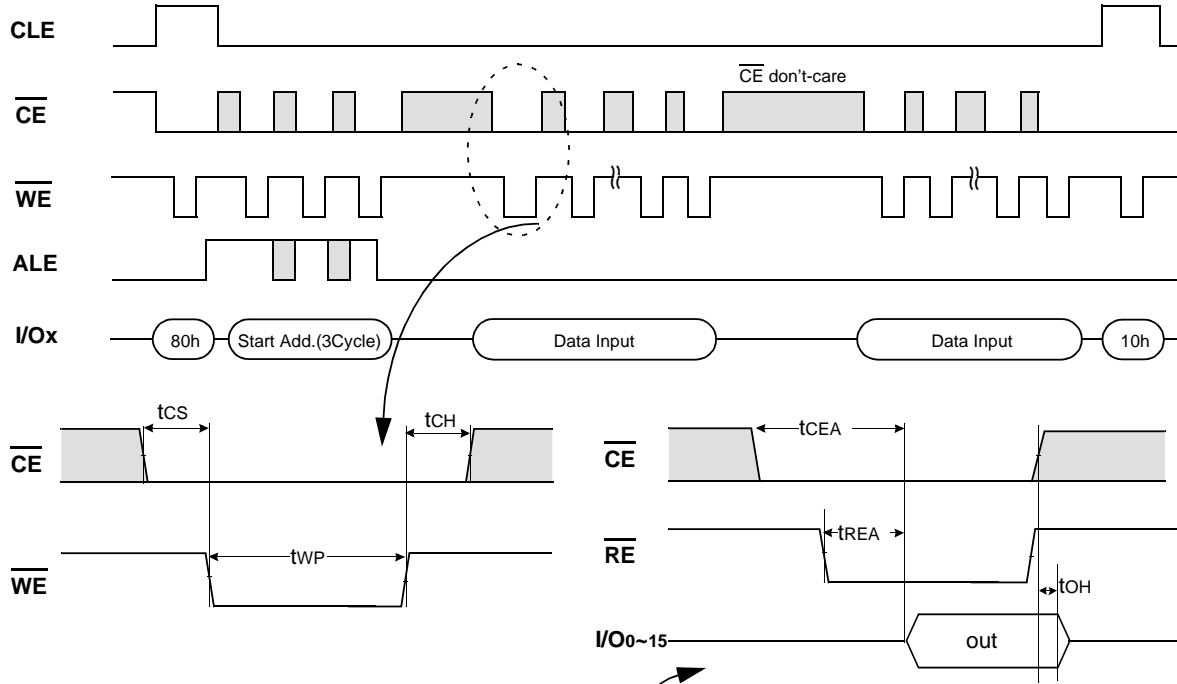 CLE
CE don't-care
CE
WE
ALE
I/Ox 80h Start Add.(3Cycle) Data Input Data Input 10h
tCS tCH
CE
tWP
WE
tCEA
CE
tREA
RE
tOH
I/O0~15 out